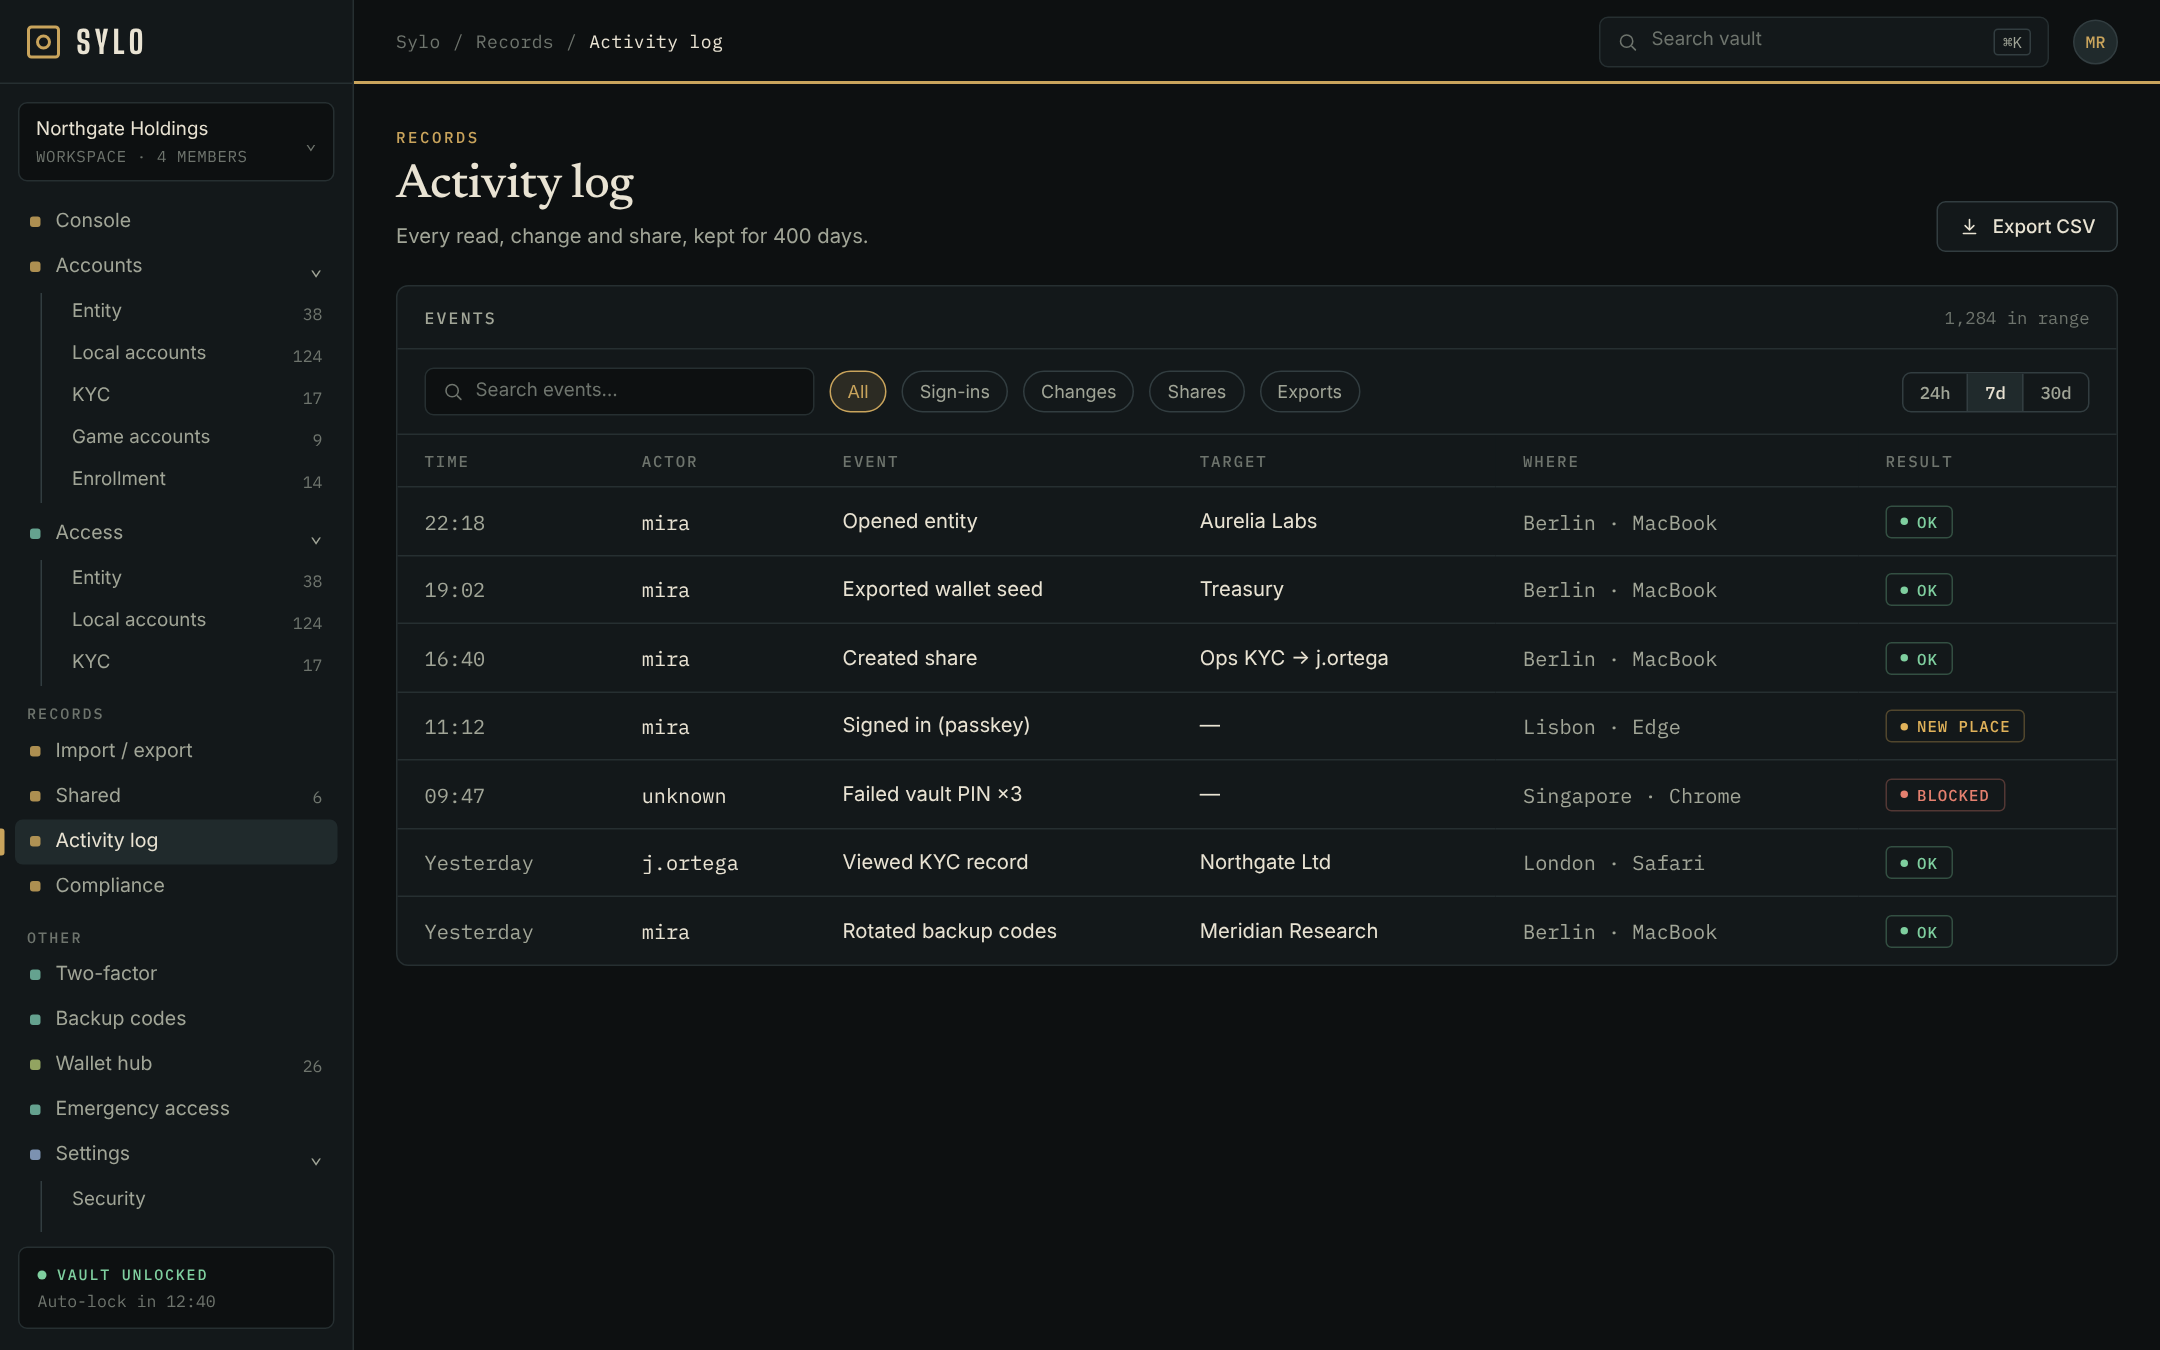 SYLO
Sylo / Records / Activity log
Search vault
⌘K
MR
Northgate Holdings
WORKSPACE · 4 MEMBERS
Console
Accounts
Entity 38
Local accounts 124
KYC 17
Game accounts 9
Enrollment 14
Access
Entity 38
Local accounts 124
KYC 17
RECORDS
Import / export
Shared 6
Activity log
Compliance
OTHER
Two-factor
Backup codes
Wallet hub 26
Emergency access
Settings
Security
VAULT UNLOCKED
Auto-lock in 12:40
RECORDS
Activity log
Every read, change and share, kept for 400 days.
Export CSV
EVENTS
1,284 in range
Search events...
All
Sign-ins
Changes
Shares
Exports
24h
7d
30d
TIME ACTOR EVENT TARGET WHERE RESULT
22:18 mira Opened entity Aurelia Labs Berlin · MacBook OK
19:02 mira Exported wallet seed Treasury Berlin · MacBook OK
16:40 mira Created share Ops KYC → j.ortega Berlin · MacBook OK
11:12 mira Signed in (passkey) — Lisbon · Edge NEW PLACE
09:47 unknown Failed vault PIN ×3 — Singapore · Chrome BLOCKED
Yesterday j.ortega Viewed KYC record Northgate Ltd London · Safari OK
Yesterday mira Rotated backup codes Meridian Research Berlin · MacBook OK